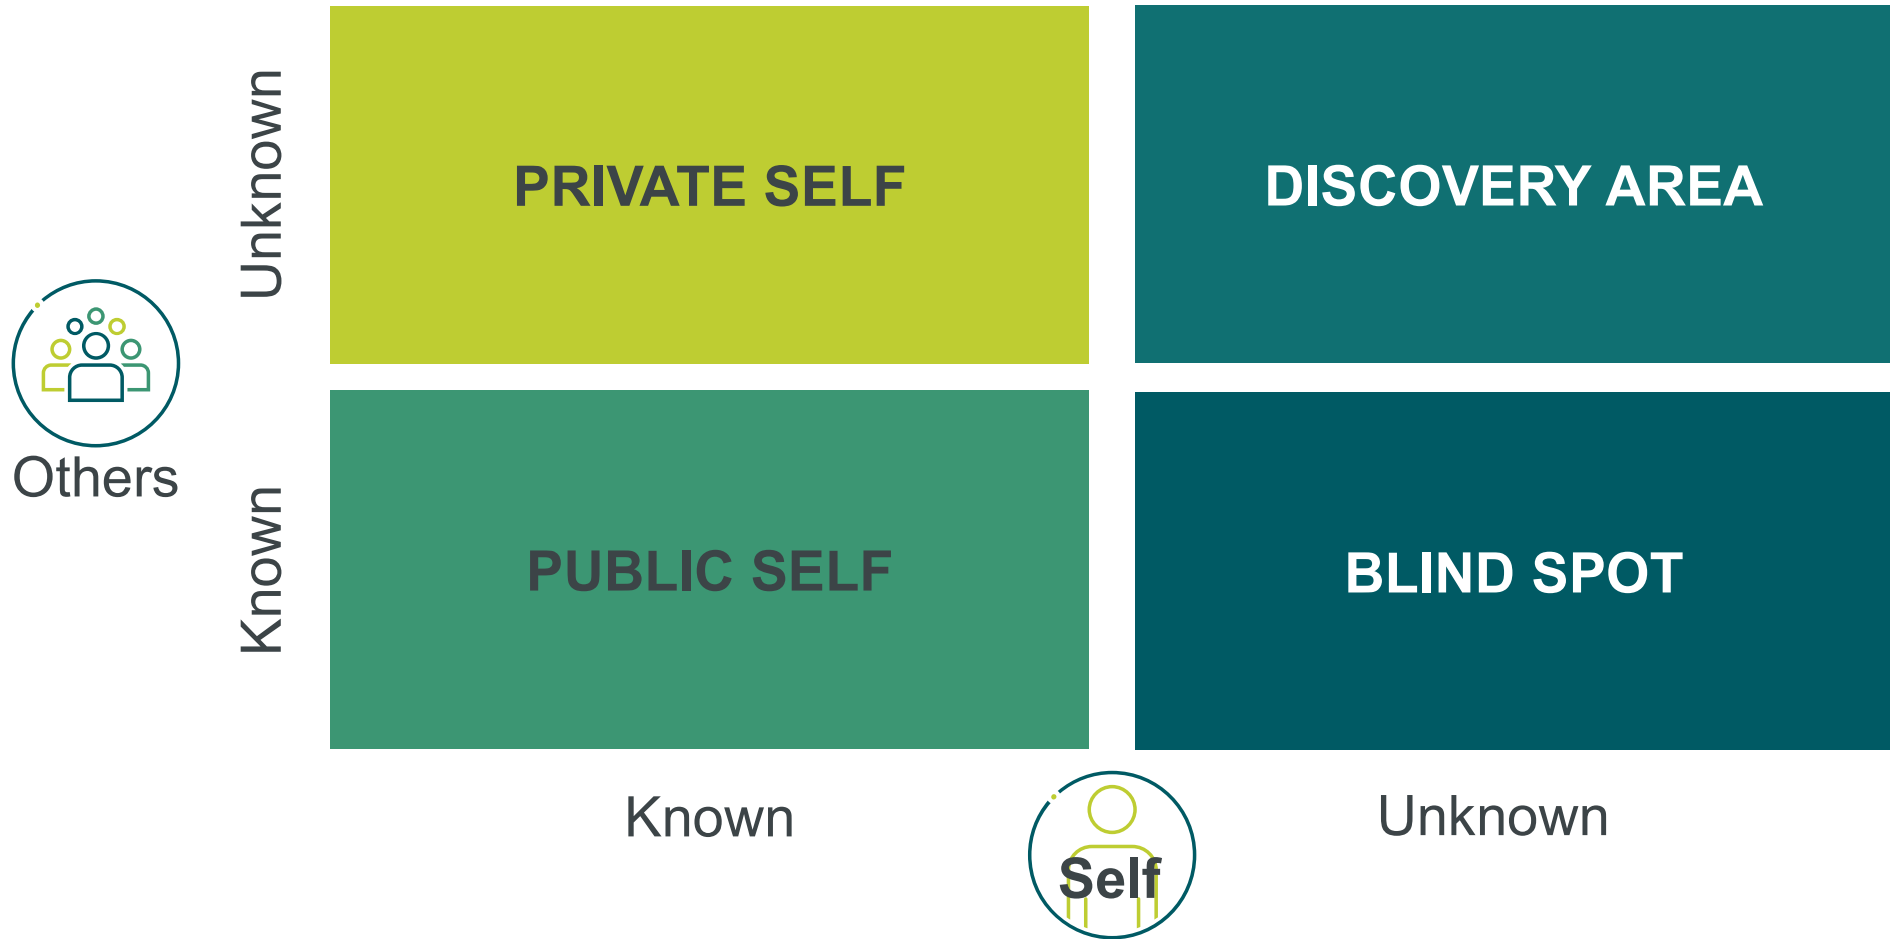 Unknown
PRIVATE SELF
DISCOVERY AREA
Others
Known
PUBLIC SELF
BLIND SPOT
Known
Unknown
Self